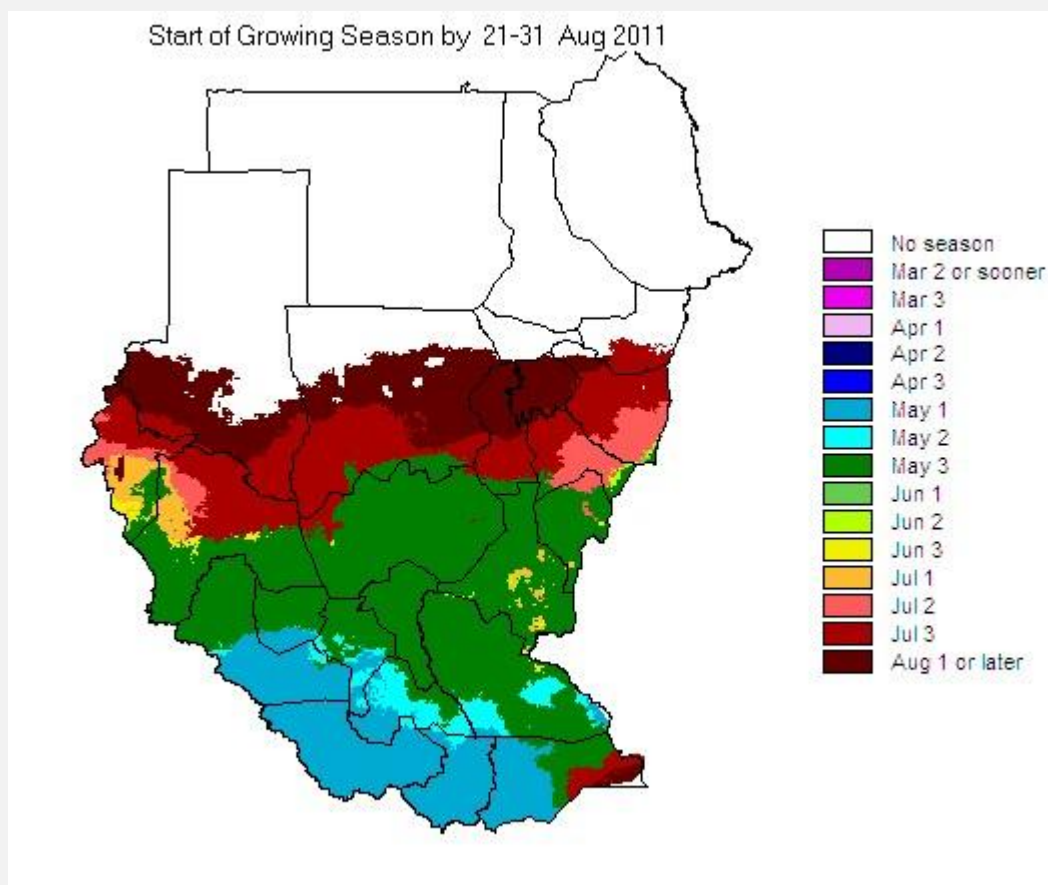 Start of Growing Season by 21-31 Aug 2011
No season
Mar 2 or sooner
Mar 3
Apr 1
Apr 2
Apr 3
May 1
May 2
May 3
Jun 1
Jun 2
Jun 3
Jul 1
Jul 2
Jul 3
Aug 1 or later